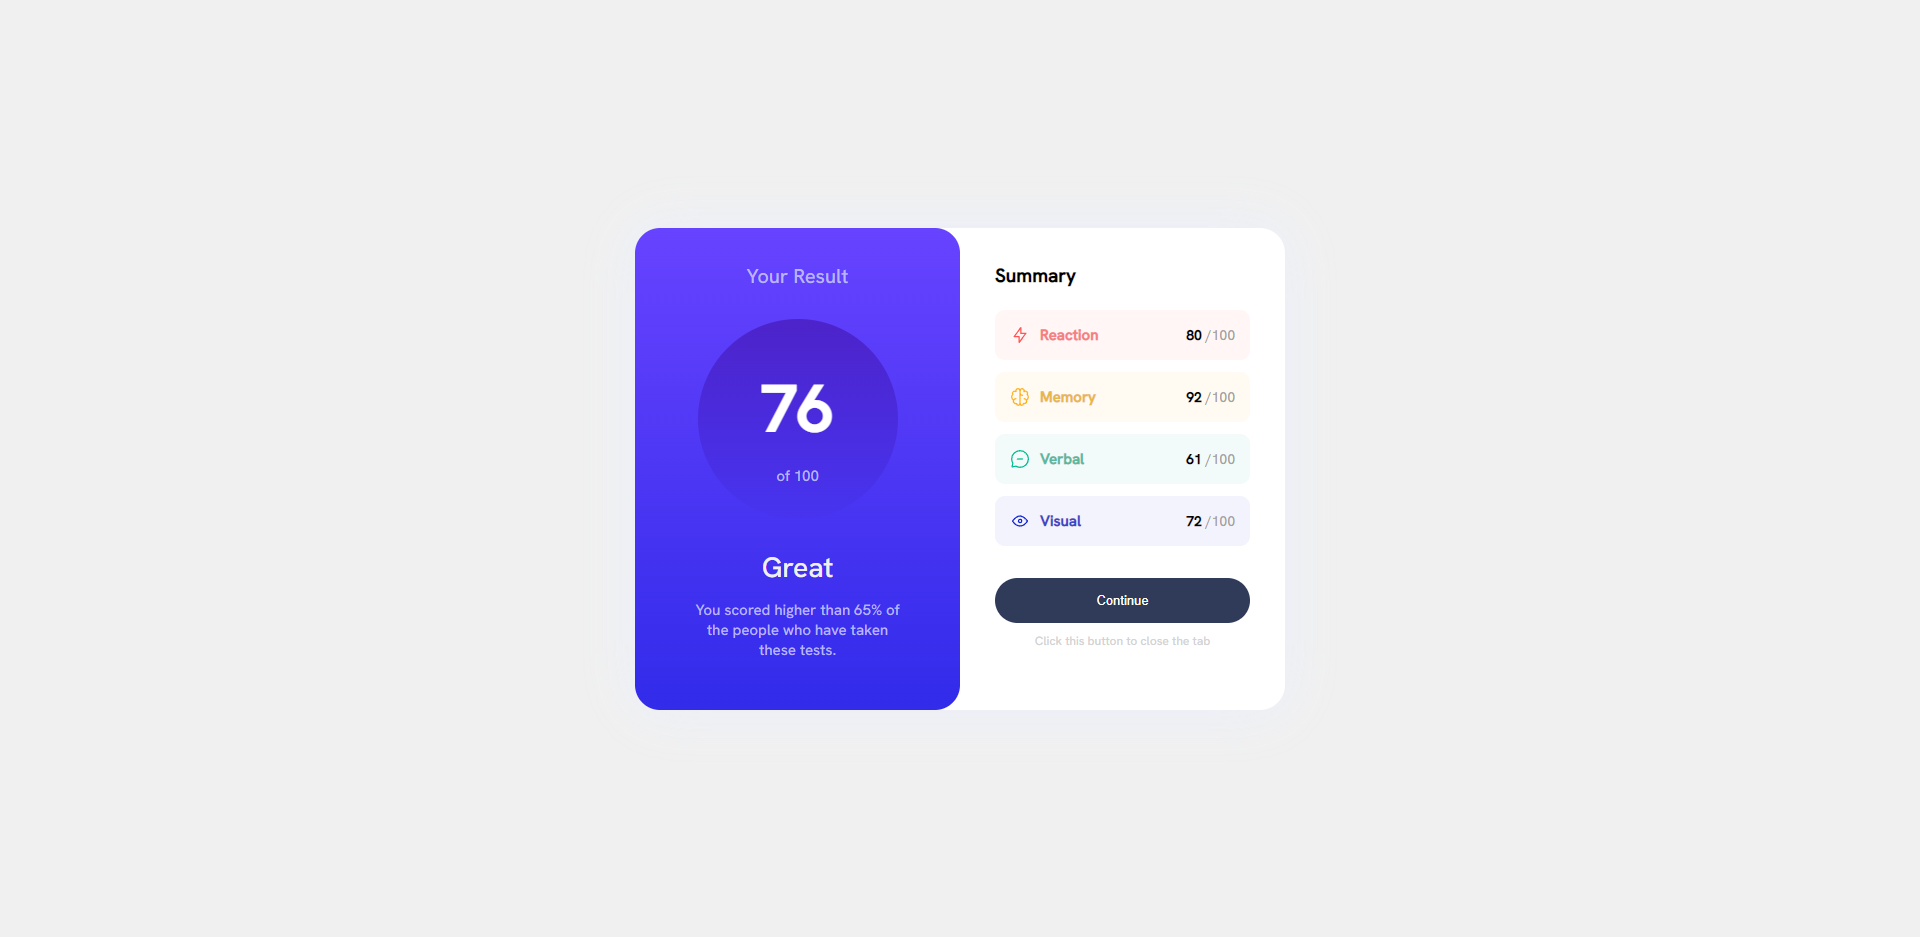 Your Result
76
of 100
Great
You scored higher than 65% of
the people who have taken
these tests.
Summary
Reaction 80 /100
Memory 92 /100
Verbal 61 /100
Visual 72 /100
Continue
Click this button to close the tab